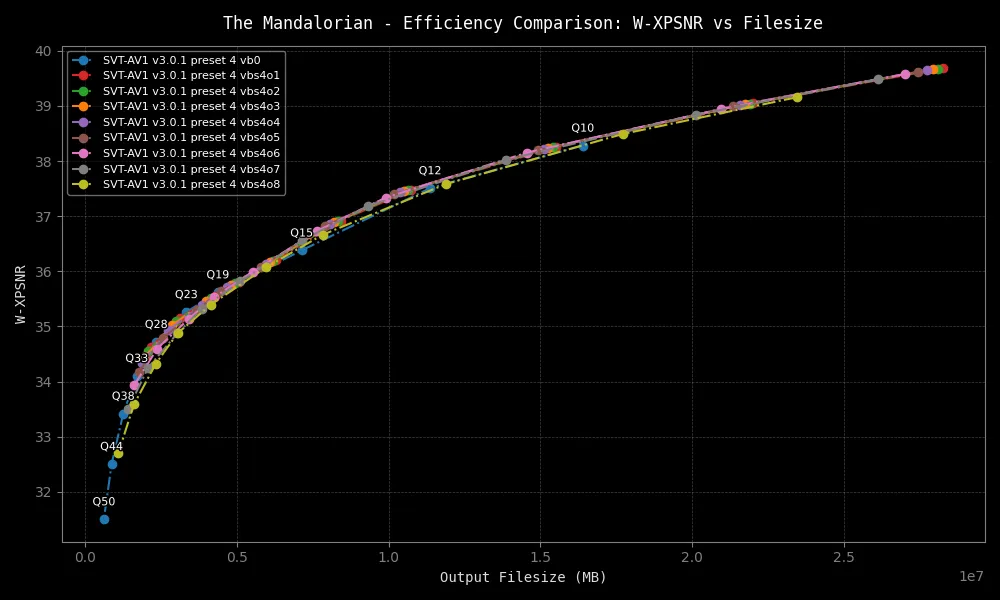 The Mandalorian - Efficiency Comparison: W-XPSNR vs Filesize
40
39
38
37
36
35
34
33
32
W-XPSNR
SVT-AV1 v3.0.1 preset 4 vb0
SVT-AV1 v3.0.1 preset 4 vbs4o1
SVT-AV1 v3.0.1 preset 4 vbs4o2
SVT-AV1 v3.0.1 preset 4 vbs4o3
SVT-AV1 v3.0.1 preset 4 vbs4o4
SVT-AV1 v3.0.1 preset 4 vbs4o5
SVT-AV1 v3.0.1 preset 4 vbs4o6
SVT-AV1 v3.0.1 preset 4 vbs4o7
SVT-AV1 v3.0.1 preset 4 vbs4o8
Q10
Q12
Q15
Q19
Q23
Q28
Q33
Q38
Q44
Q50
0.0 0.5 1.0 1.5 2.0 2.5
1e7
Output Filesize (MB)